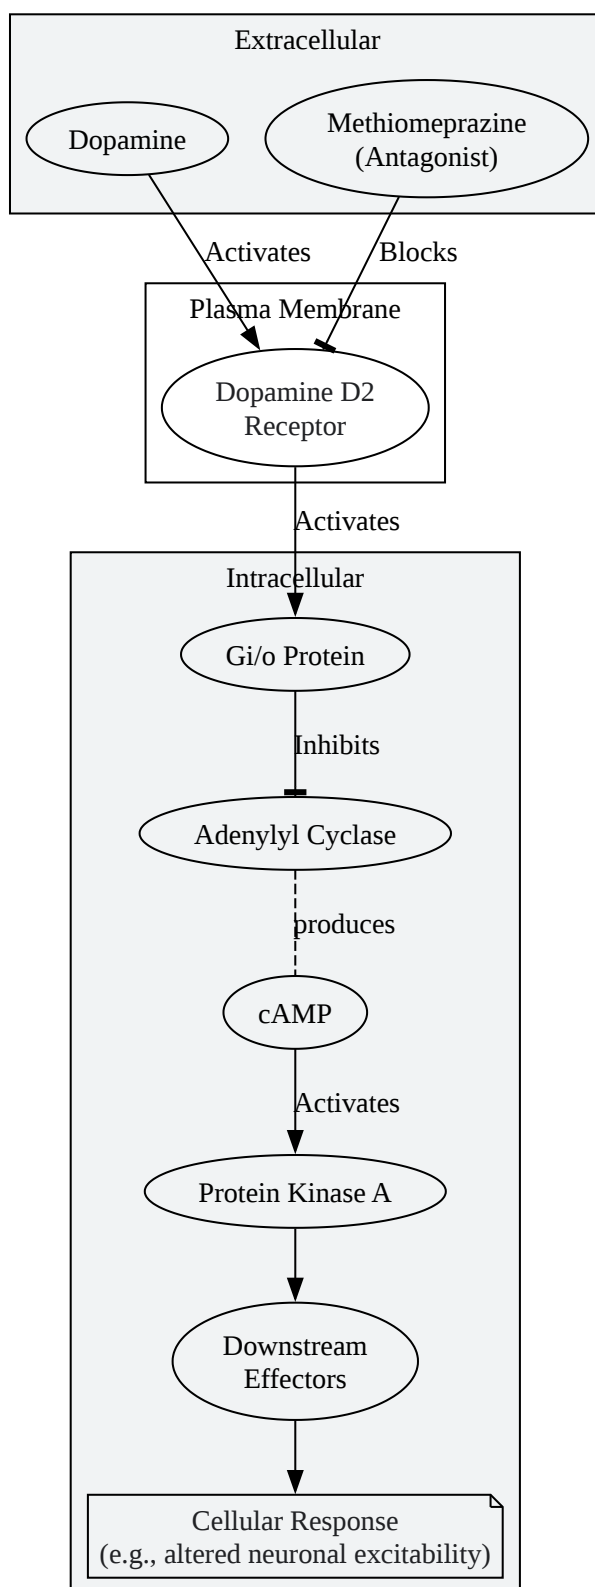 Extracellular
Dopamine
Methiomeprazine
(Antagonist)
Activates
Blocks
Plasma Membrane
Dopamine D2
Receptor
Activates
Intracellular
Gi/o Protein
Inhibits
Adenylyl Cyclase
produces
cAMP
Activates
Protein Kinase A
Downstream
Effectors
Cellular Response
(e.g., altered neuronal excitability)